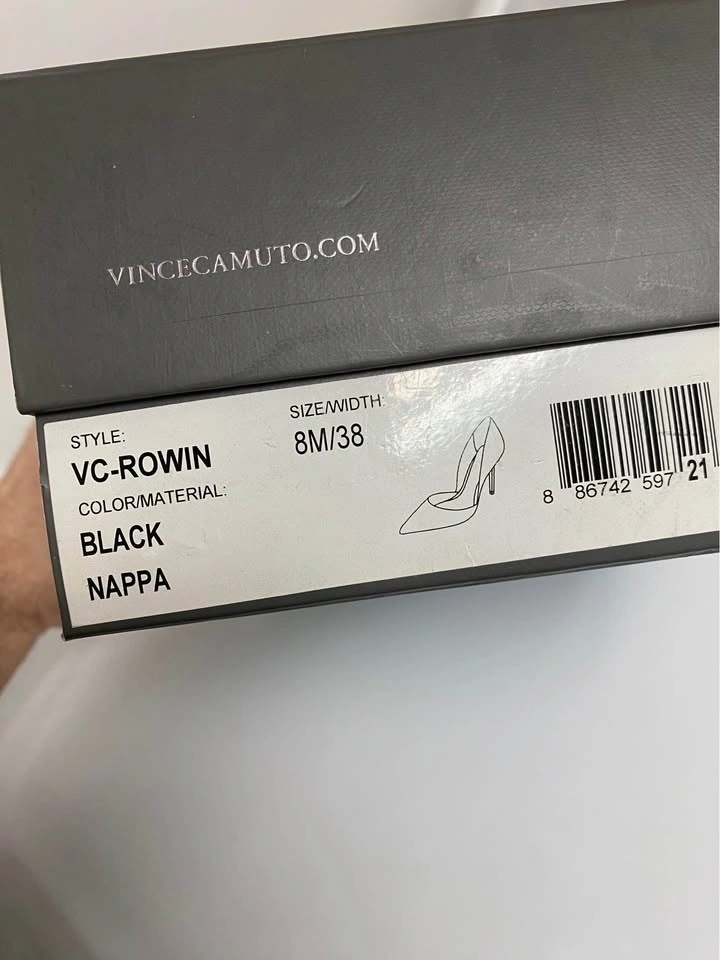 VINCECAMUTO.COM
STYLE:
VC-ROWIN
SIZE/WIDTH:
8M/38
COLOR/MATERIAL:
BLACK
NAPPA
8 86742 597 21